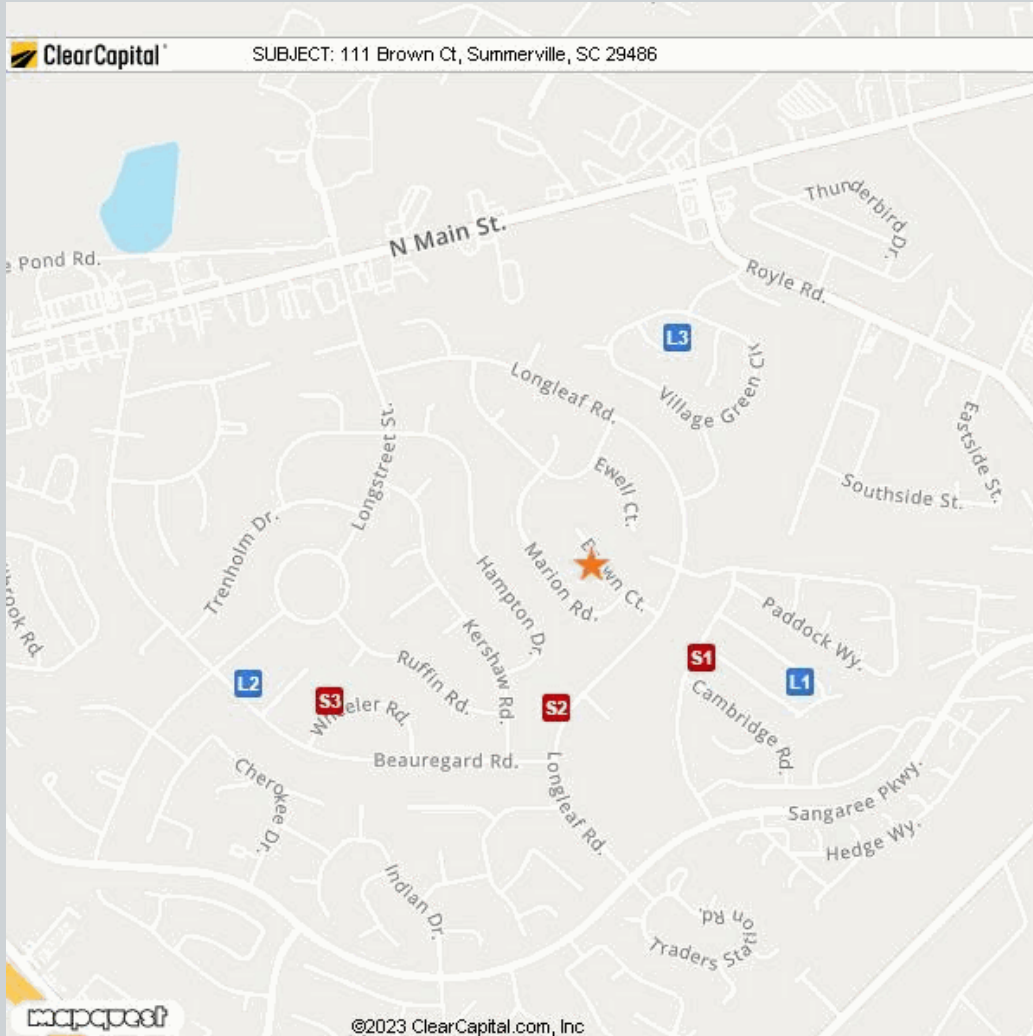 ClearCapital
SUBJECT: 111 Brown Ct, Summerville, SC 29486
Thunderbird Dr.
N Main St.
Pond Rd.
Royle Rd.
L3
Longleaf Rd.
Village Green Cir
Longstreet St.
Eastside St.
Ewell Ct.
Southside St.
Trenholm Dr.
Ct.
Marion Rd.
Hampton Dr.
Paddock Wy.
Rd.
Kershaw Rd.
S1
Ruffin Rd.
L2
L1
S3
S2
Cambridge Rd.
Wheeler Rd.
Beauregard Rd.
Longleaf Rd.
Cherokee Dr.
Sangaree Pkwy.
Hedge Wy.
Indian Dr.
Traders Station Rd.
mapquest
©2023 ClearCapital.com, Inc